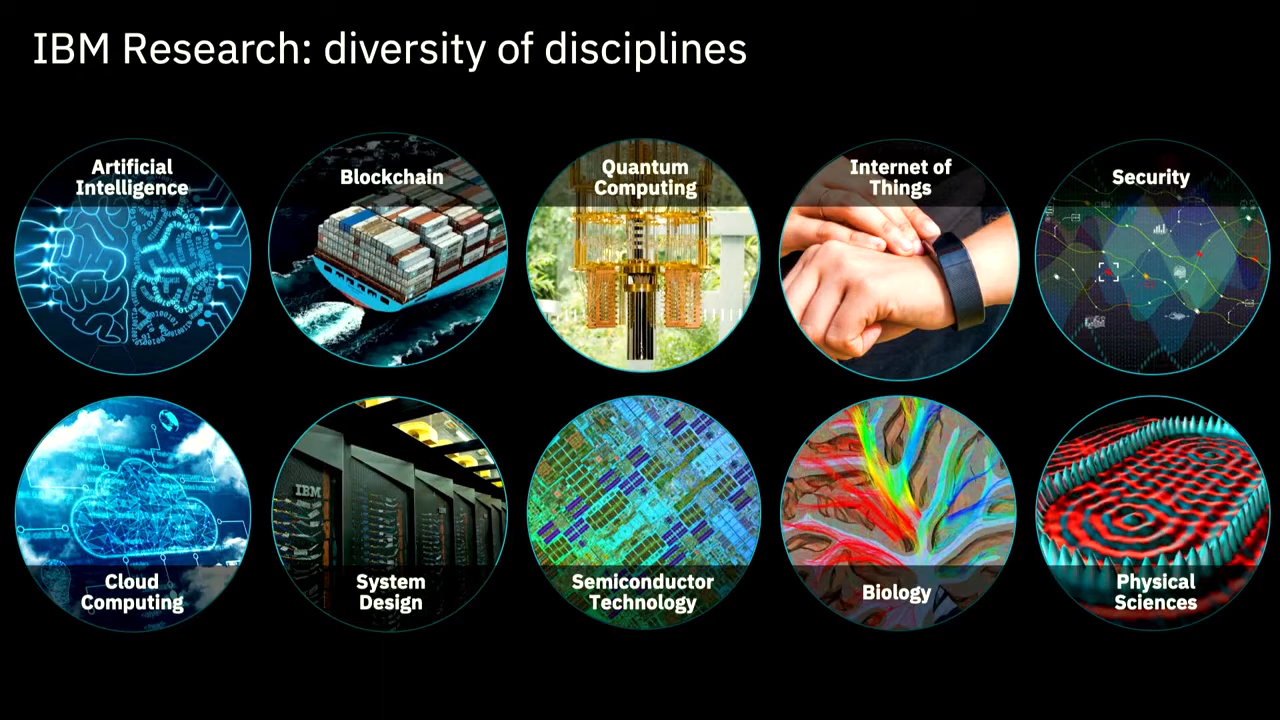 IBM Research: diversity of disciplines
Artificial
Intelligence
Blockchain
Quantum
Computing
Internet of
Things
Security
Cloud
Computing
IBM
System
Design
Semiconductor
Technology
Biology
Physical
Sciences